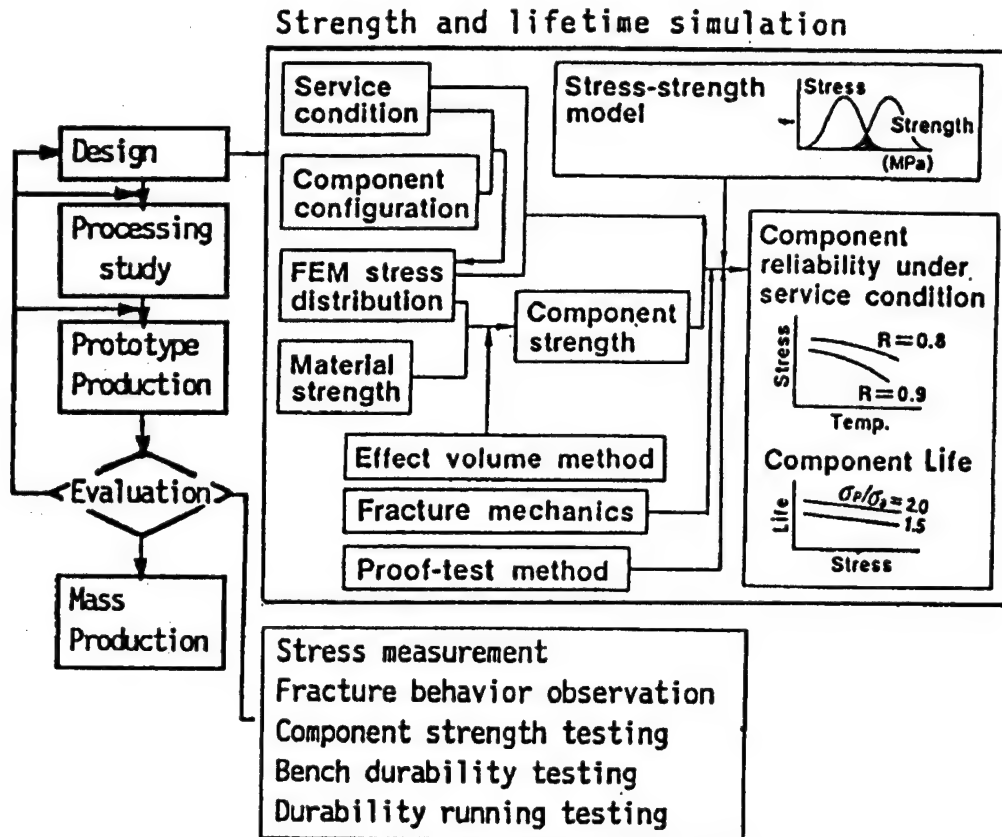 Strength and lifetime simulation
Design
Processing
study
Prototype
Production
Evaluation
Mass
Production
Service
condition
Component
configuration
FEM stress
distribution
Material
strength
Component
strength
Effect volume method
Fracture mechanics
Proof-test method
Stress-strength
model
Stress
Strength
(MPa)
Component
reliability under
service condition
Stress
R=0.8
R=0.9
Temp.
Component Life
Life
=2.0
1.5
Stress
Stress measurement
Fracture behavior observation
Component strength testing
Bench durability testing
Durability running testing